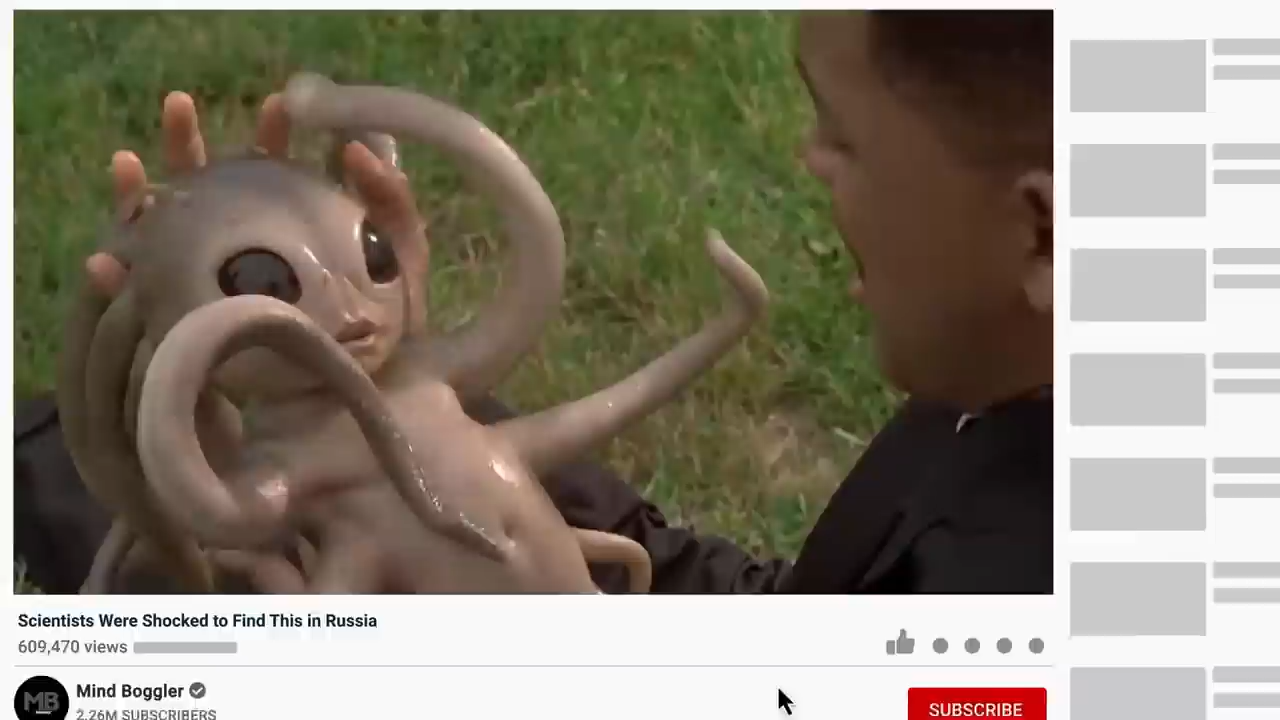 Scientists Were Shocked to Find This in Russia
609,470 views
MB
Mind Boggler
2.26M SUBSCRIBERS
SUBSCRIBE